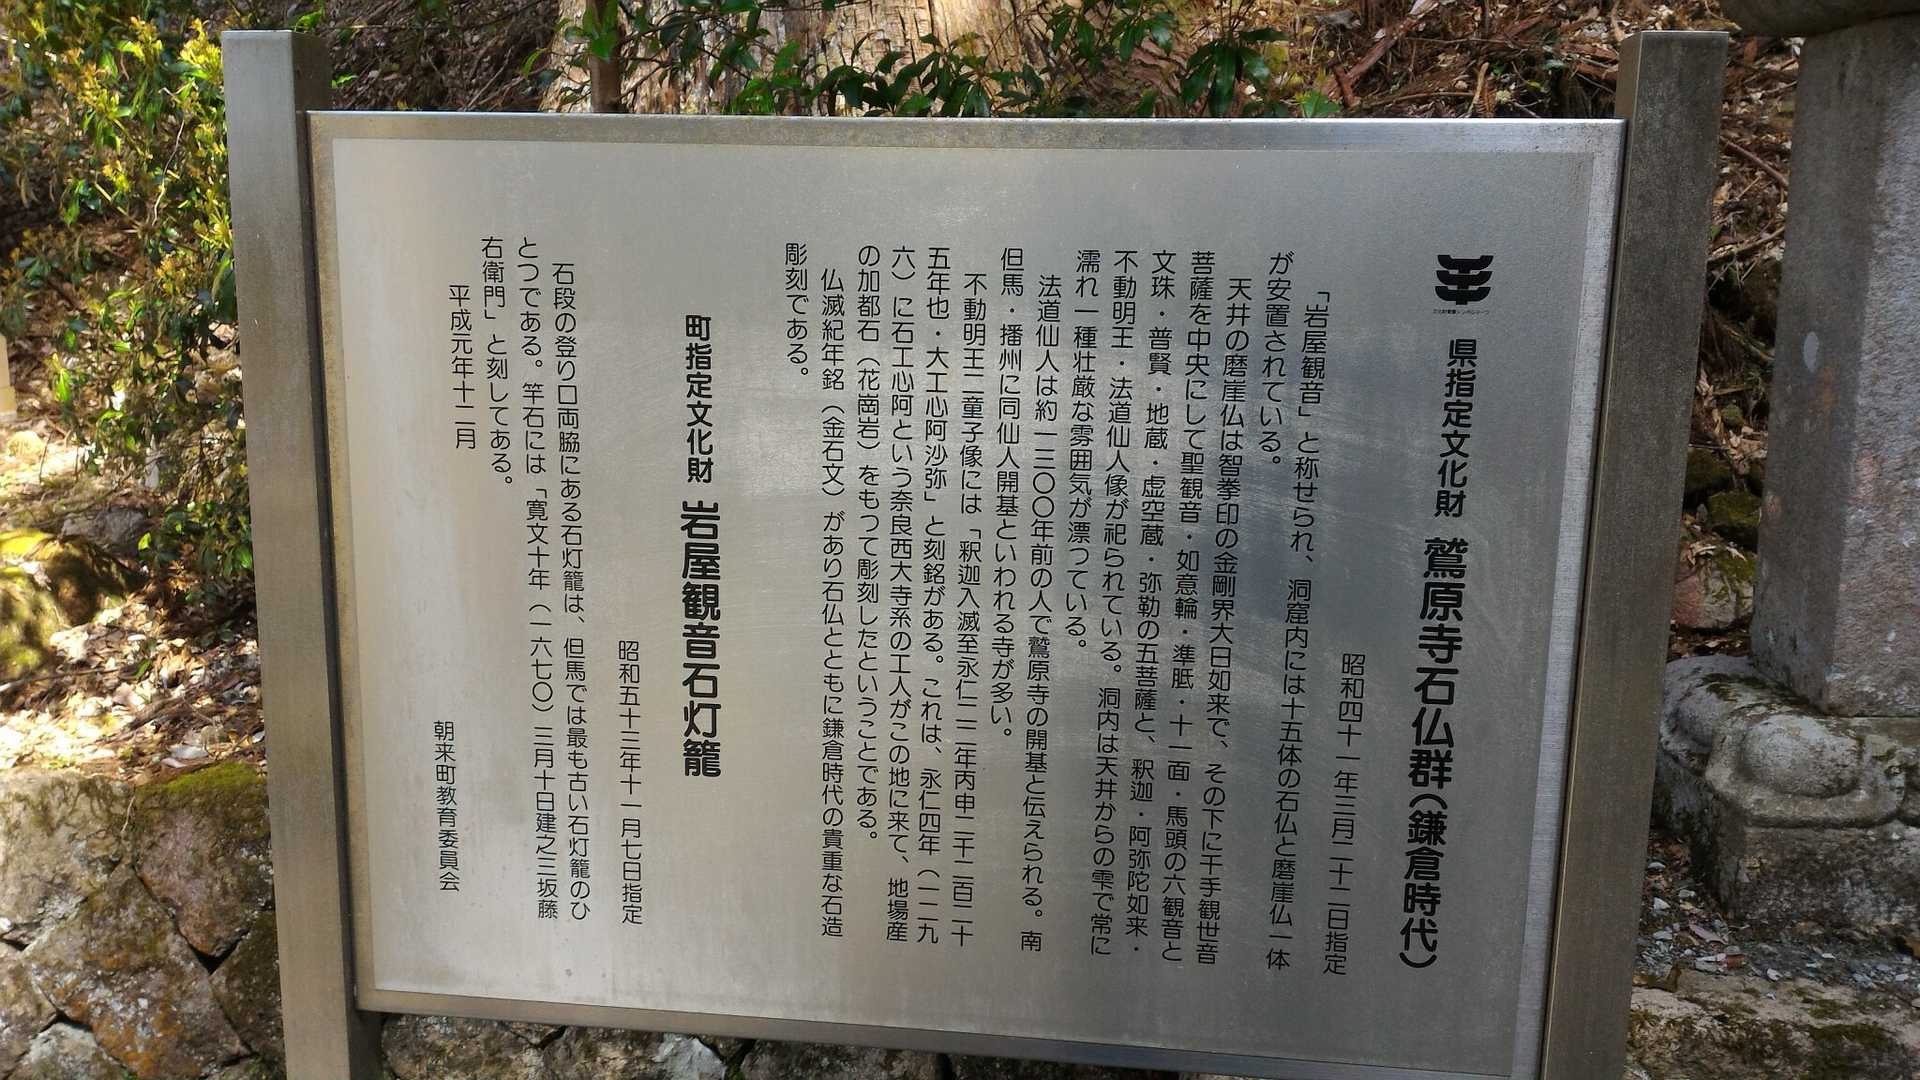 県指定文化財 鷲原寺石仏群(鎌倉時代)
昭和四十一年三月二十二日指定
「岩屋観音」と称せられ、洞窟内には十五体の石仏と磨崖仏一体
が安置されている。
天井の磨崖仏は智拳印の金剛界大日如来で、その下に千手観世音
菩薩を中央にして聖観音・如意輪・準胝・十一面・馬頭の六観音と
文珠・普賢・地蔵・虚空蔵・弥勒の五菩薩と、釈迦・阿弥陀如来・
不動明王・法道仙人像が祀られている。洞内は天井からの雫で常に
濡れ一種壮厳な雰囲気が漂っている。
法道仙人は約一三〇〇年前の人で鷲原寺の開基と伝えられる。南
但馬・播州に同仙人開基といわれる寺が多い。
不動明王二童子像には「釈迦入滅至永仁二二年丙申二千二百二十
五年也・大工心阿沙弥」と刻銘がある。これは、永仁四年(一二九
六)に石工心阿という奈良西大寺系の工人がこの地に来て、地場産
の加都石(花崗岩)をもって彫刻したということである。
仏滅紀年銘(金石文)があり石仏とともに鎌倉時代の貴重な石造
彫刻である。
町指定文化財 岩屋観音石灯籠
昭和五十三年十一月七日指定
石段の登り口両脇にある石灯籠は、但馬では最も古い石灯籠のひ
とつである。竿石には「寛文十年(一六七〇)三月十日建之三坂藤
右衛門」と刻してある。
平成元年十二月
朝来町教育委員会